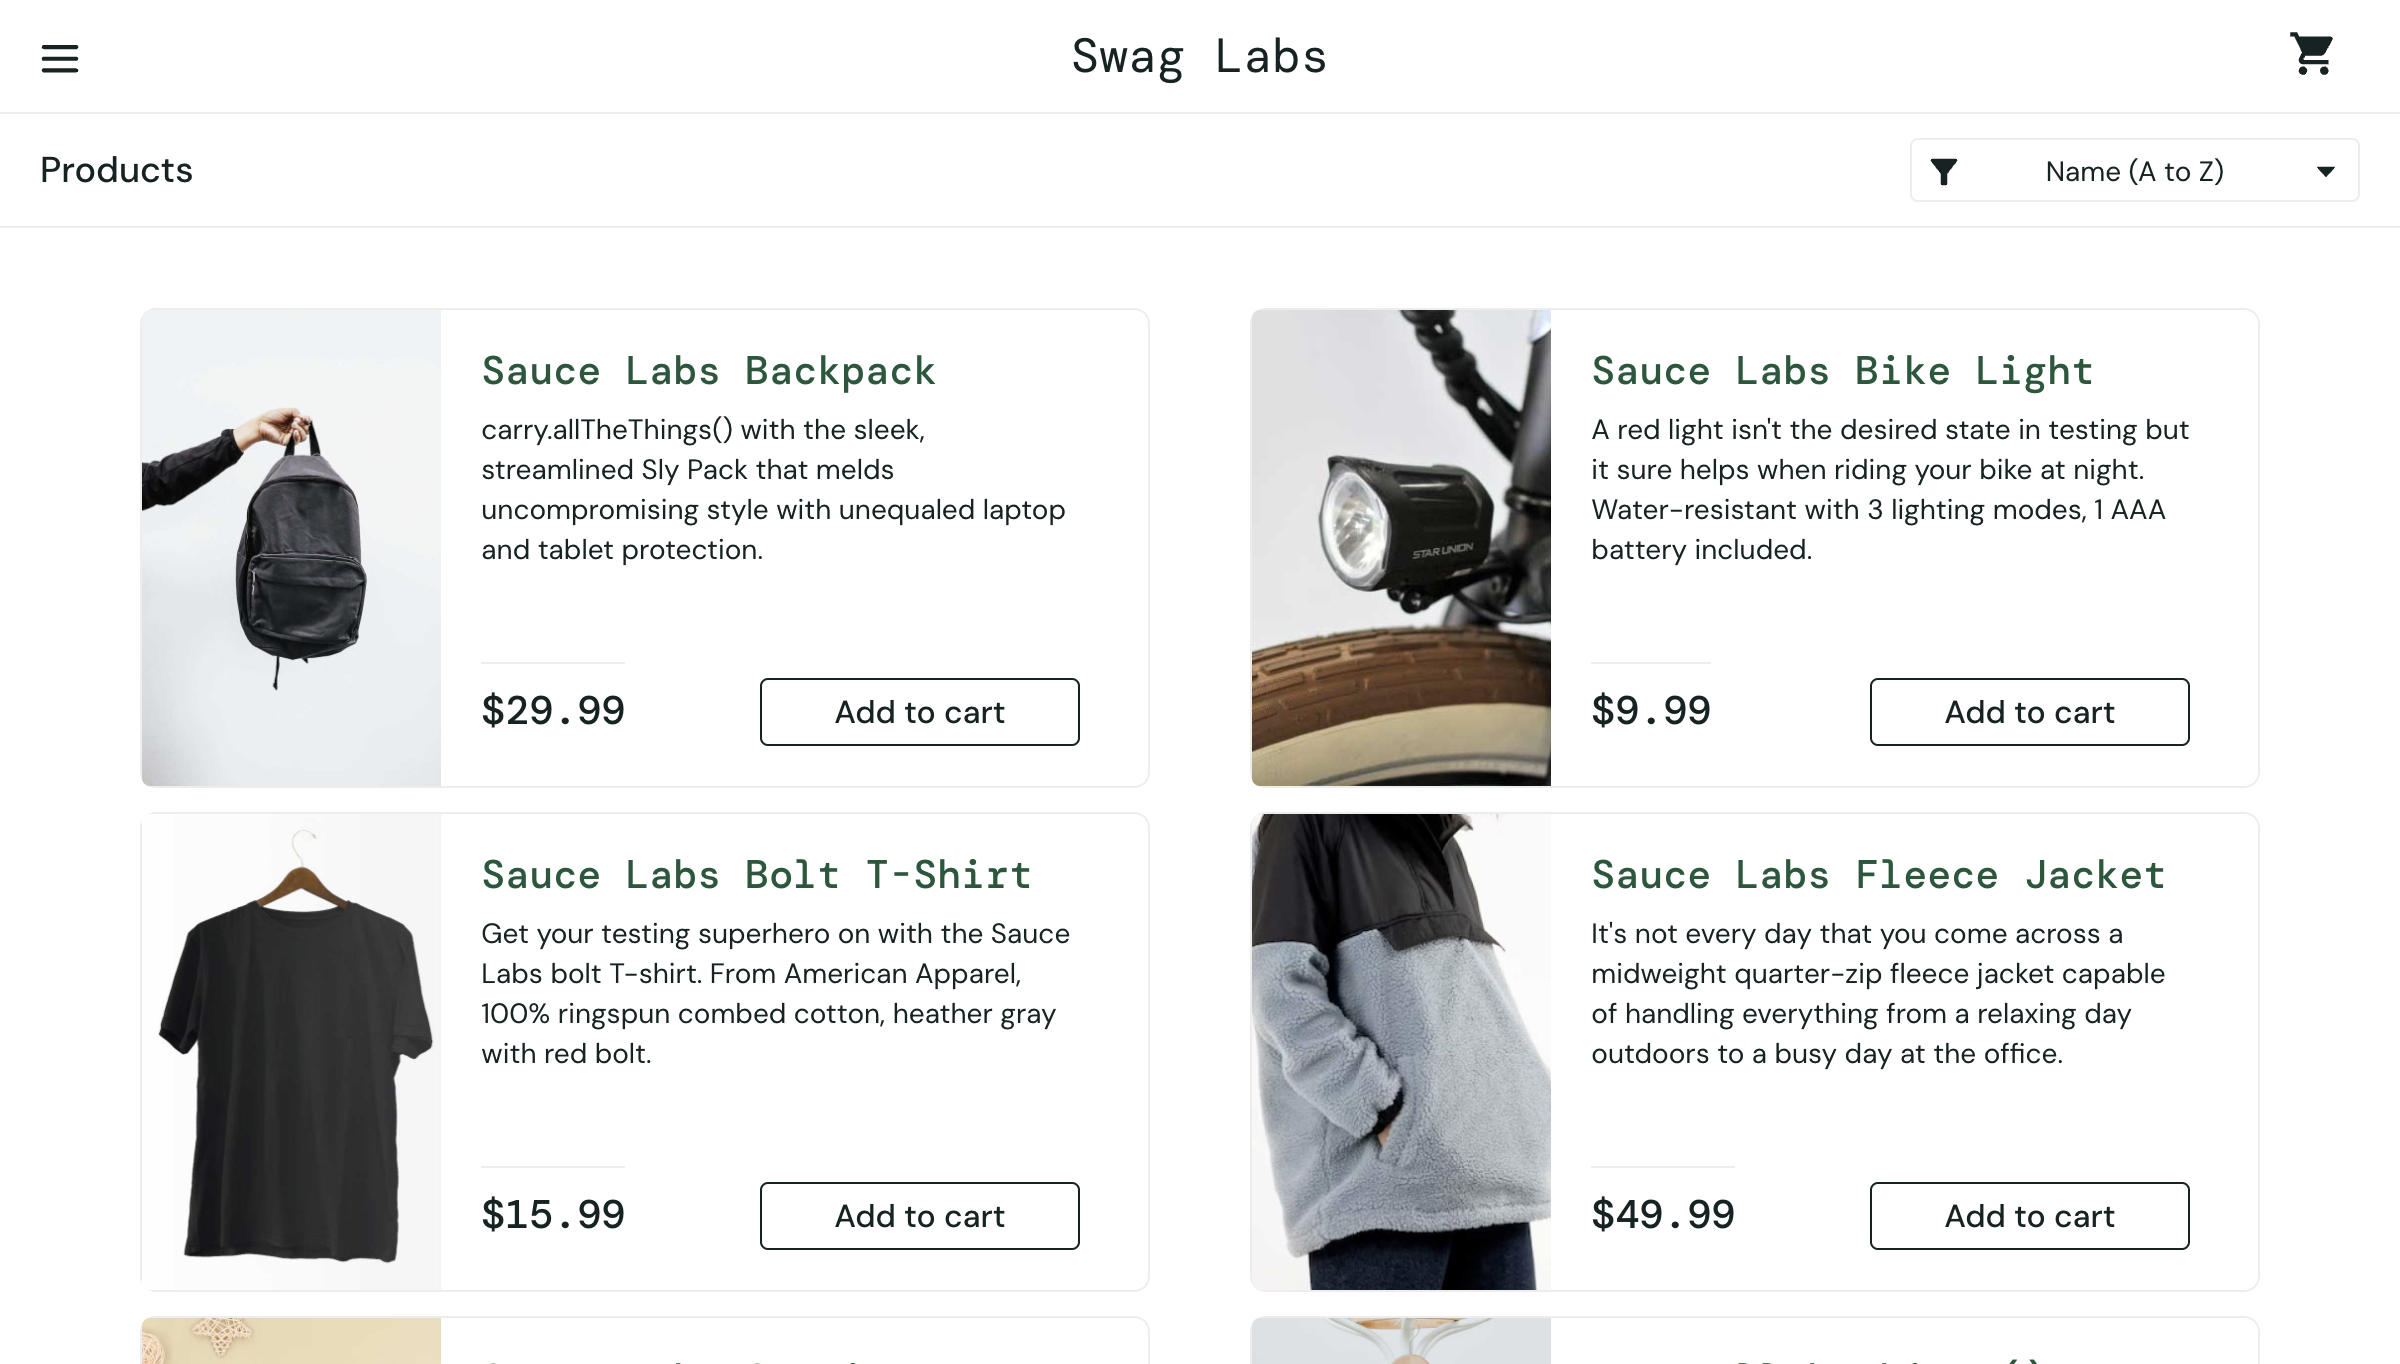 Swag Labs
Products
Name (A to Z)
Sauce Labs Backpack
carry.allTheThings() with the sleek,
streamlined Sly Pack that melds
uncompromising style with unequaled laptop
and tablet protection.
$29.99
Add to cart
Sauce Labs Bike Light
A red light isn't the desired state in testing but
it sure helps when riding your bike at night.
Water-resistant with 3 lighting modes, 1 AAA
battery included.
STAR UNION
$9.99
Add to cart
Sauce Labs Bolt T-Shirt
Get your testing superhero on with the Sauce
Labs bolt T-shirt. From American Apparel,
100% ringspun combed cotton, heather gray
with red bolt.
$15.99
Add to cart
Sauce Labs Fleece Jacket
It's not every day that you come across a
midweight quarter-zip fleece jacket capable
of handling everything from a relaxing day
outdoors to a busy day at the office.
$49.99
Add to cart